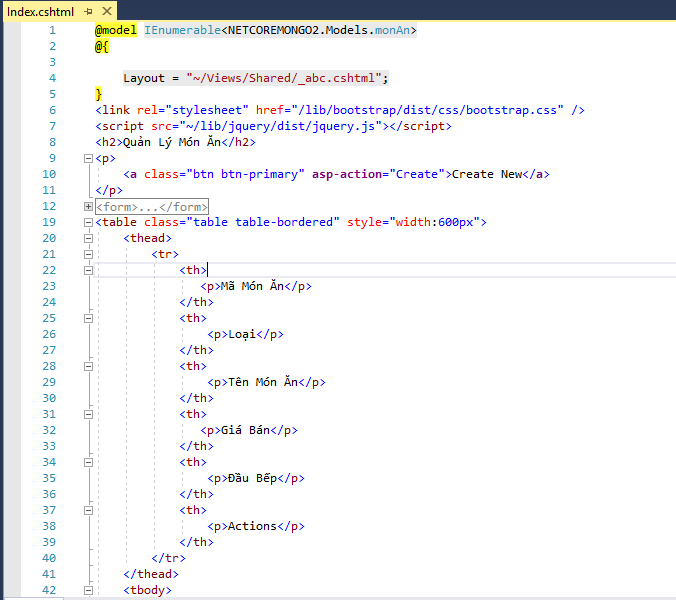 Index.cshtml
1 @model IEnumerable<NETCOREMONGO2.Models.monAn>
2 @{
3
4 Layout = "~/Views/Shared/_abc.cshtml";
5 }
6 <link rel="stylesheet" href="/lib/bootstrap/dist/css/bootstrap.css" />
7 <script src="~/lib/jquery/dist/jquery.js"></script>
8 <h2>Quản Lý Món Ăn</h2>
9 <p>
10 <a class="btn btn-primary" asp-action="Create">Create New</a>
11 </p>
12 <form>...</form>
19 <table class="table table-bordered" style="width:600px">
20 <thead>
21 <tr>
22 <th>
23 <p>Mã Món Ăn</p>
24 </th>
25 <th>
26 <p>Loại</p>
27 </th>
28 <th>
29 <p>Tên Món Ăn</p>
30 </th>
31 <th>
32 <p>Giá Bán</p>
33 </th>
34 <th>
35 <p>Đầu Bếp</p>
36 </th>
37 <th>
38 <p>Actions</p>
39 </th>
40 </tr>
41 </thead>
42 <tbody>